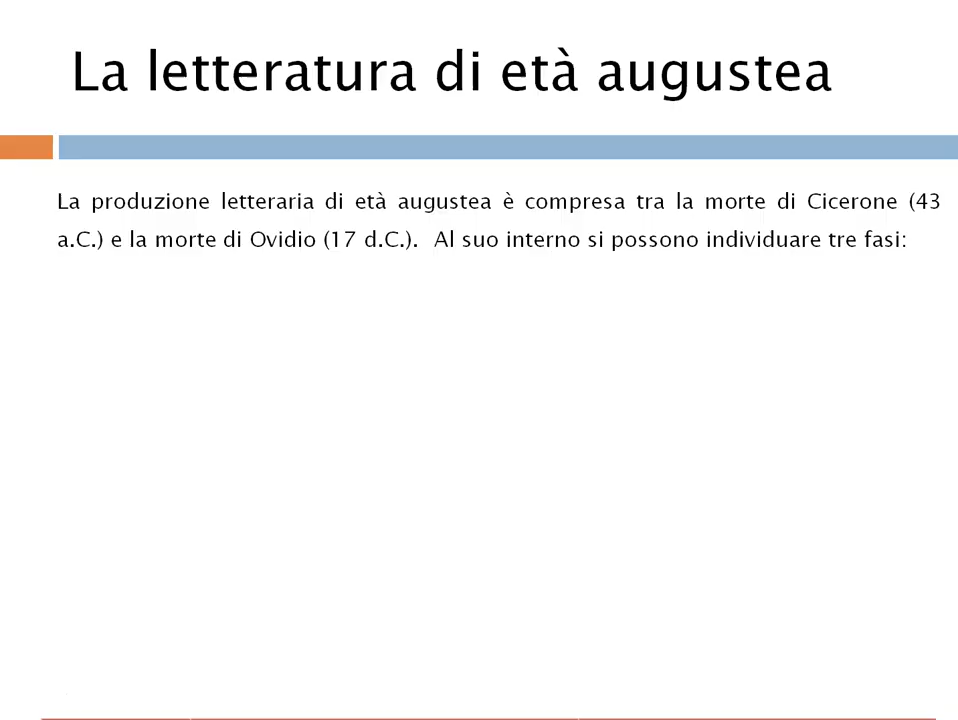 La letteratura di età augustea
La produzione letteraria di età augustea è compresa tra la morte di Cicerone (43
a.C.) e la morte di Ovidio (17 d.C.). Al suo interno si possono individuare tre fasi: